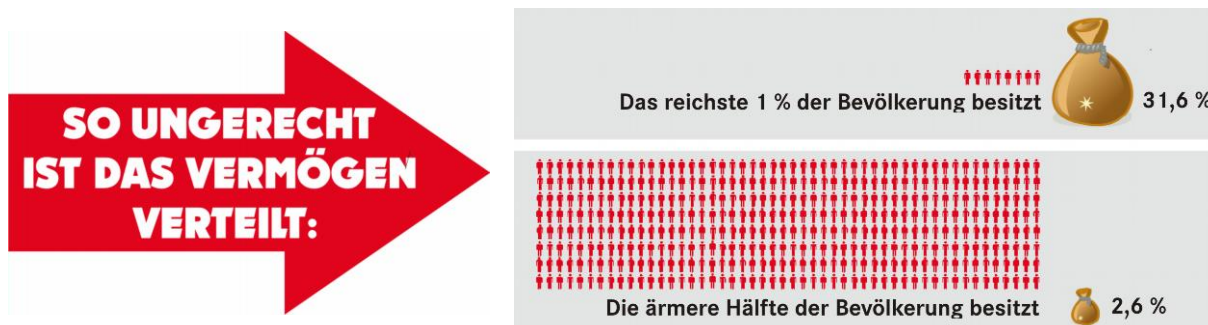 SO UNGERECHT
IST DAS VERMÖGEN
VERTEILT:
Das reichste 1 % der Bevölkerung besitzt 31,6 %
Die ärmere Hälfte der Bevölkerung besitzt 2,6 %